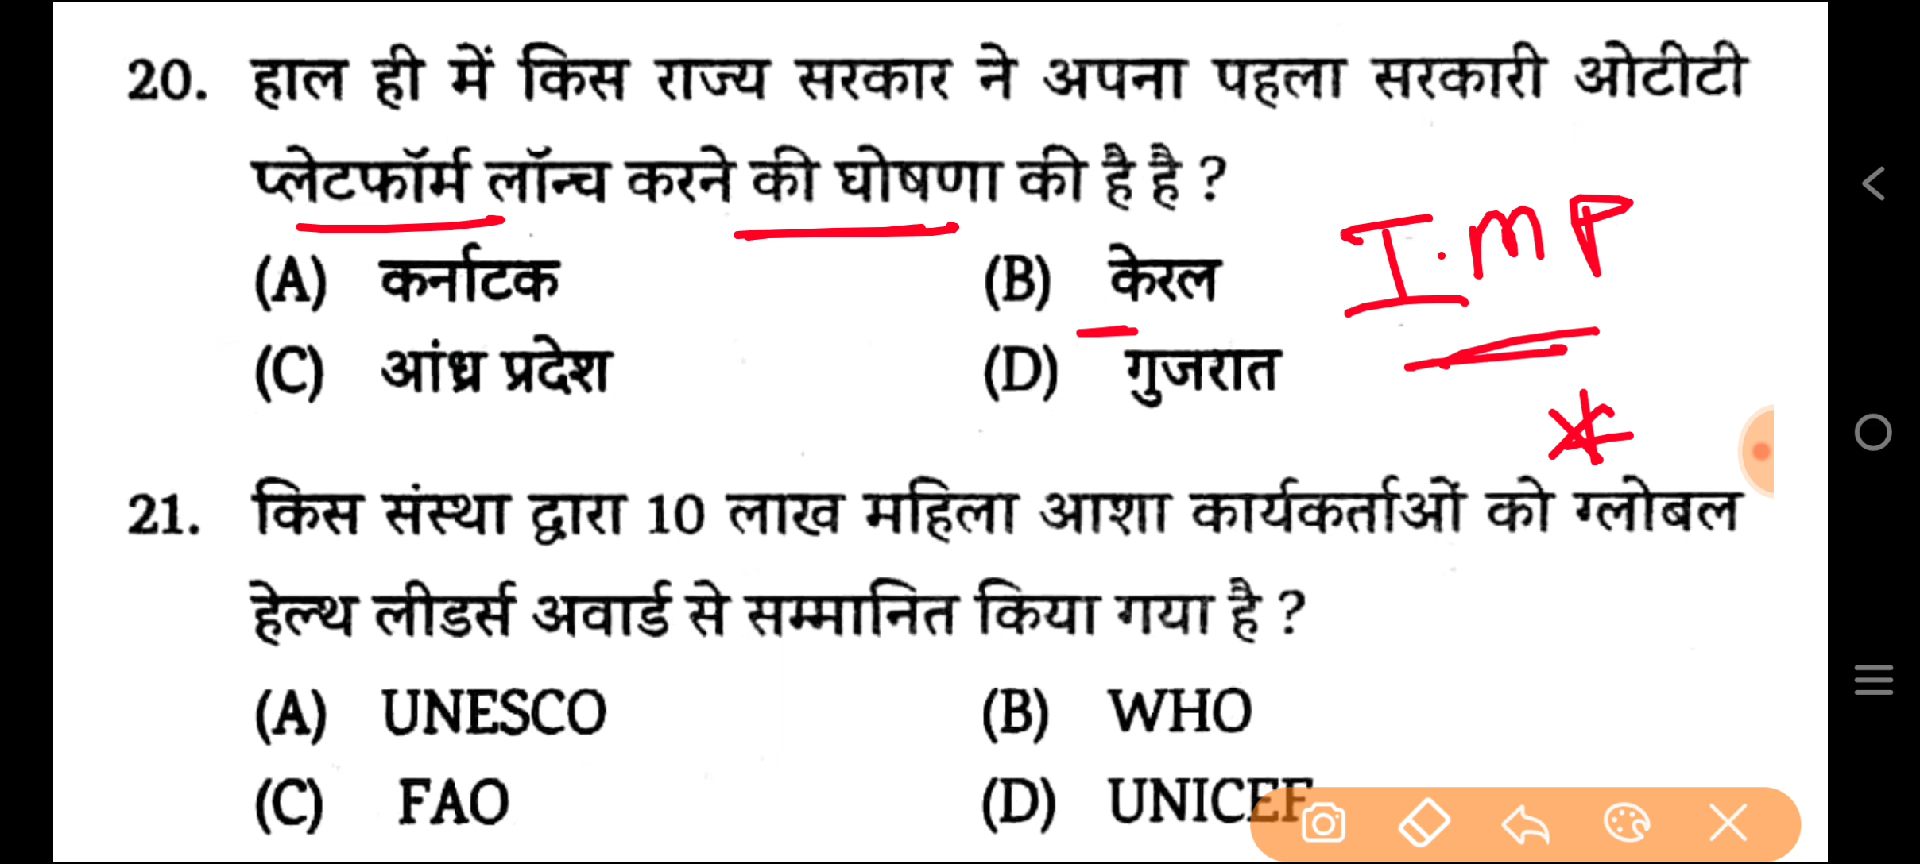 20. हाल ही में किस राज्य सरकार ने अपना पहला सरकारी ओटीटी
प्लेटफॉर्म लॉन्च करने की घोषणा की है है ?
I.MP
(A) कर्नाटक (B) केरल
(C) आंध्र प्रदेश (D) गुजरात
21. किस संस्था द्वारा 10 लाख महिला आशा कार्यकर्ताओं को ग्लोबल
हेल्थ लीडर्स अवार्ड से सम्मानित किया गया है ?
(A) UNESCO (B) WHO
(C) FAO (D) UNICEF